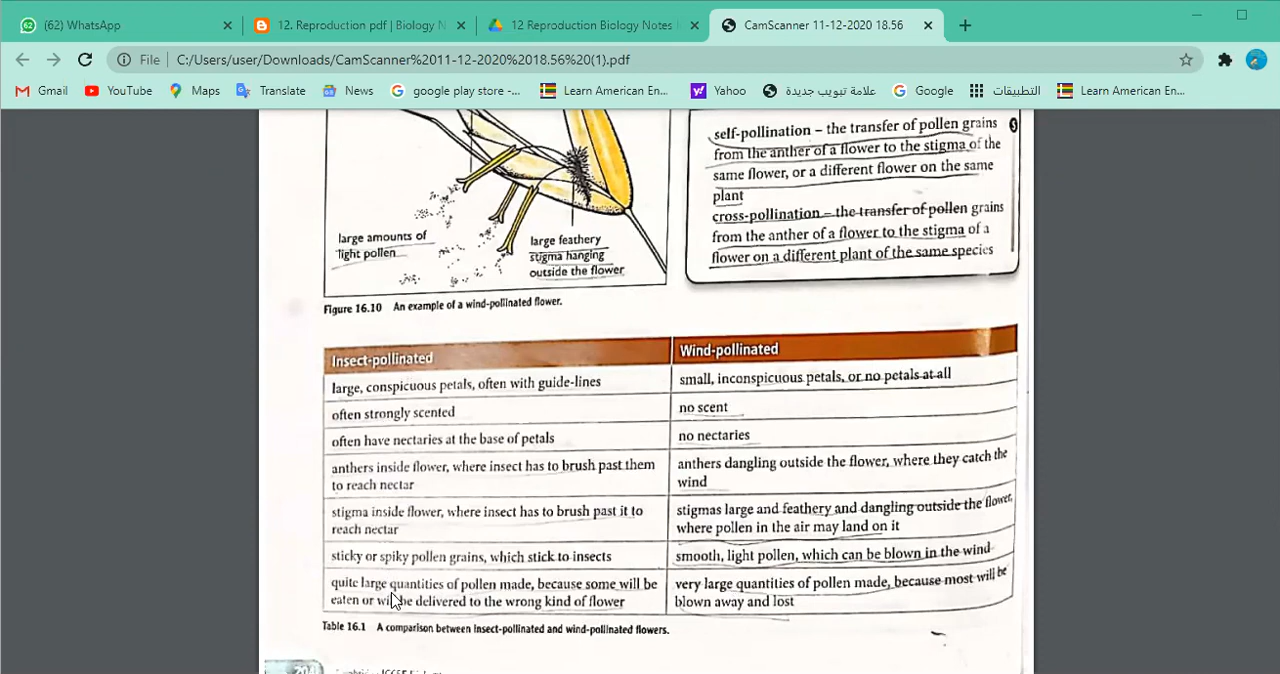 (62) WhatsApp
12. Reproduction pdf | Biology N
12 Reproduction Biology Notes
CamScanner 11-12-2020 18.56
File
C:/Users/user/Downloads/CamScanner%2011-12-2020%2018.56%20(1).pdf
Gmail
YouTube
Maps
Translate
News
google play store -...
Learn American En...
Yahoo
علامة تبويب جديدة
Google
التطبيقات
Learn American En...
large amounts of
light pollen
large feathery
stigma hanging
outside the flower
Figure 16.10 An example of a wind-pollinated flower.
self-pollination – the transfer of pollen grains
from the anther of a flower to the stigma of the
same flower, or a different flower on the same
plant
cross-pollination – the transfer of pollen grains
from the anther of a flower to the stigma of a
flower on a different plant of the same species
Insect-pollinated
Wind-pollinated
large, conspicuous petals, often with guide-lines
small, inconspicuous petals, or no petals at all
often strongly scented
no scent
often have nectaries at the base of petals
no nectaries
anthers inside flower, where insect has to brush past them
to reach nectar
anthers dangling outside the flower, where they catch the
wind
stigma inside flower, where insect has to brush past it to
reach nectar
stigmas large and feathery and dangling outside the flower,
where pollen in the air may land on it
sticky or spiky pollen grains, which stick to insects
smooth, light pollen, which can be blown in the wind
quite large quantities of pollen made, because some will be
eaten or will be delivered to the wrong kind of flower
very large quantities of pollen made, because most will be
blown away and lost
Table 16.1 A comparison between insect-pollinated and wind-pollinated flowers.